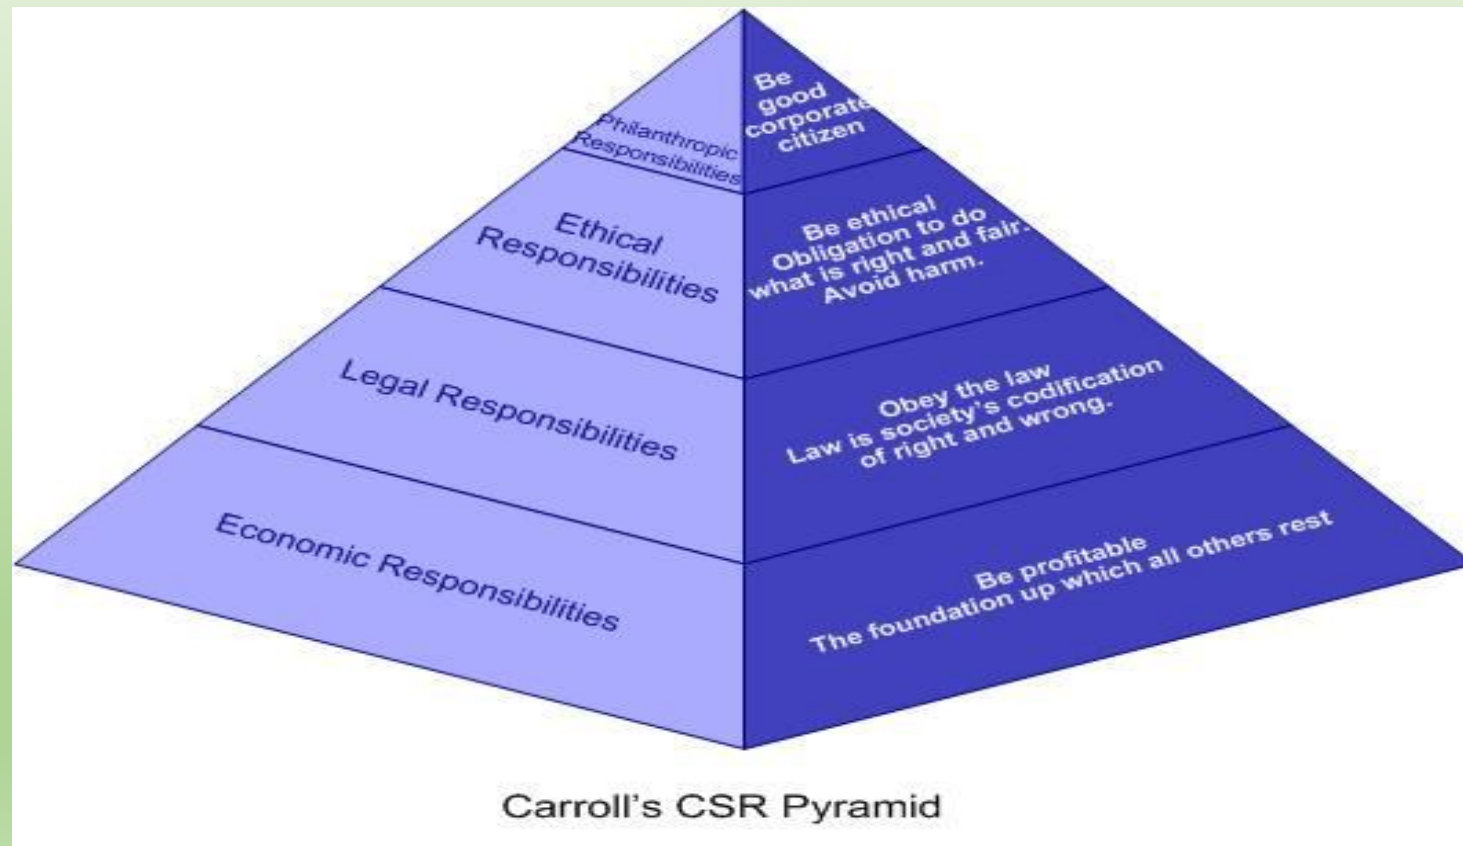 Philanthropic
Responsibilities
Be
good
corporate
citizen
Ethical
Responsibilities
Be ethical
Obligation to do
what is right and fair.
Avoid harm.
Legal Responsibilities
Obey the law
Law is society's codification
of right and wrong.
Economic Responsibilities
Be profitable
The foundation up which all others rest
Carroll's CSR Pyramid